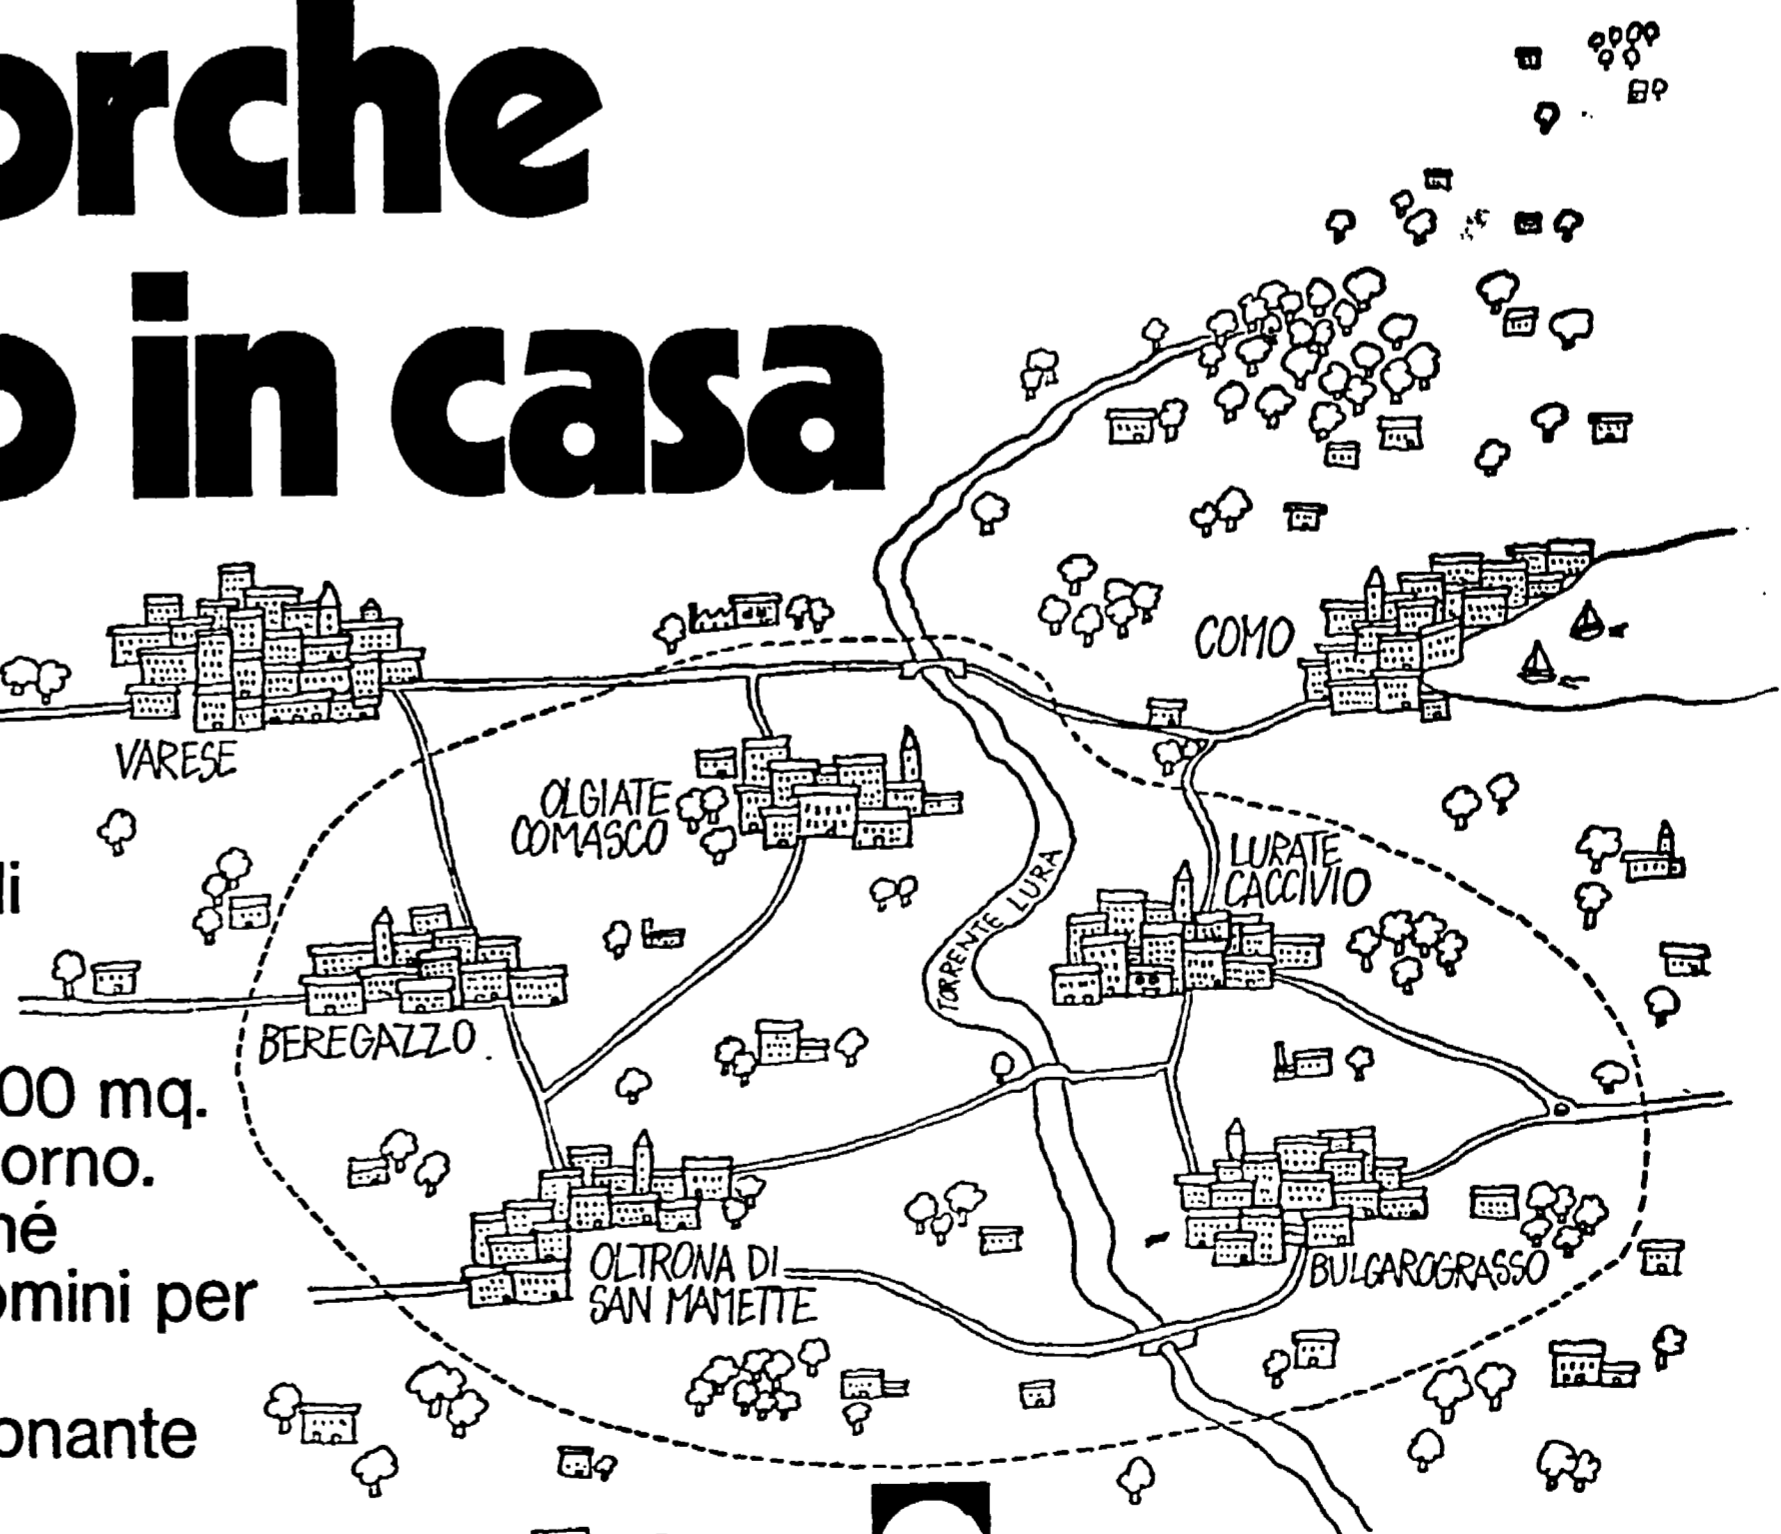 orche
o in casa
COMO
VARESE
OLGIATE
COMASCO
LURATE
CACCIVIO
TORRENTE LURA
li
BEREGAZZO
00 mq.
orno.
né
OLTRONA DI
SAN MAMETTE
BULGAROGRASSO
omini per
onante